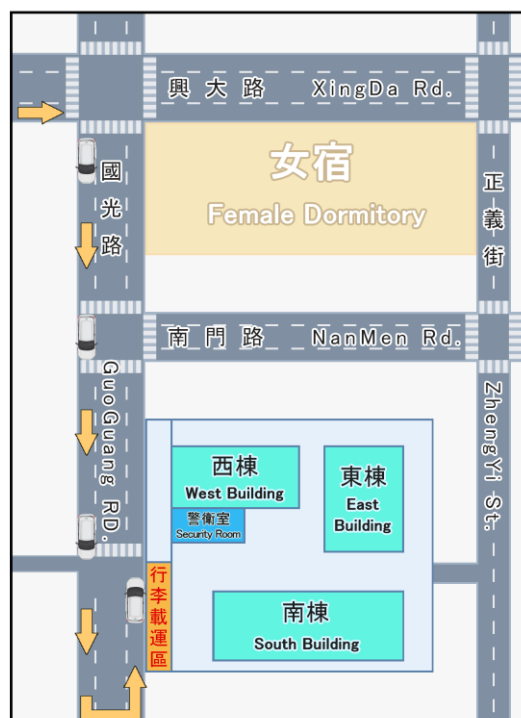 興大路 XingDa Rd.
女宿
Female Dormitory
國光路
正義街
南門路 NanMen Rd.
GuoGuang RD.
ZhengYi St.
西棟
West Building
警衛室
Security Room
東棟
East
Building
行李載運區
南棟
South Building